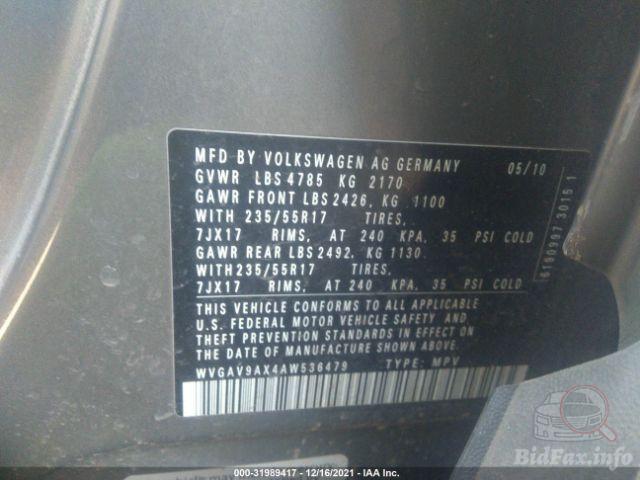 MFD BY VOLKSWAGEN AG GERMANY 05/10
GVWR LBS 4785 KG 2170
GAWR FRONT LBS 2426, KG 1100
WITH 235/55R17 TIRES,
7JX17 RIMS, AT 240 KPA, 35 PSI COLD
GAWR REAR LBS 2492, KG 1130.
WITH 235/55R17 TIRES,
7JX17 RIMS, AT 240 KPA, 35 PSI COLD
THIS VEHICLE CONFORMS TO ALL APPLICABLE
U.S. FEDERAL MOTOR VEHICLE SAFETY AND
THEFT PREVENTION STANDARDS IN EFFECT ON
DATE OF MANUFACTURE SHOWN ABOVE.
WVGAV9AX4AW536479 TYPE: MPV
000-31989417 - 12/16/2021 - IAA Inc.
BidFax.info